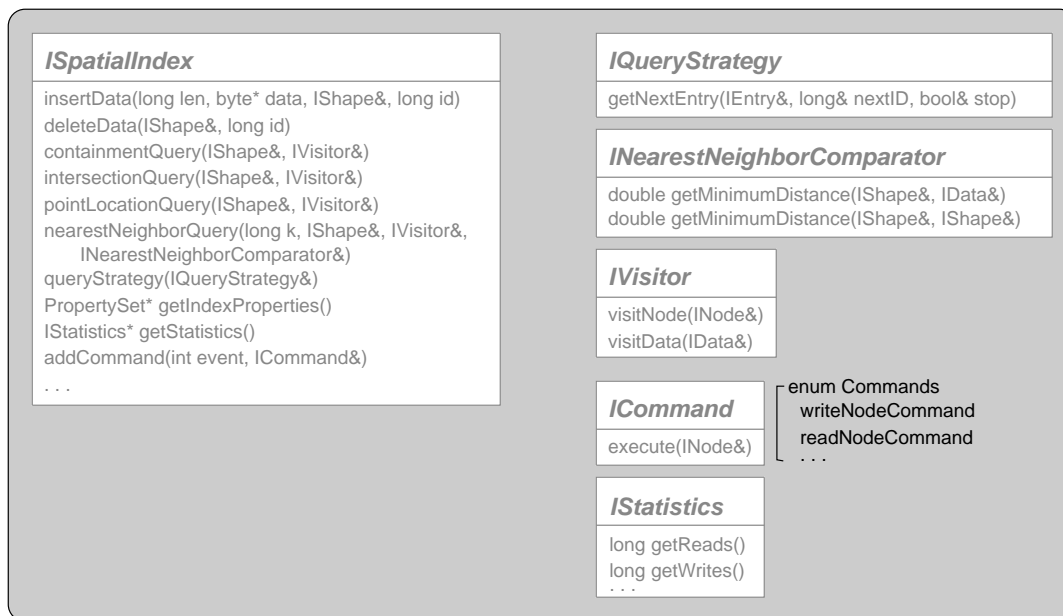 ISpatialIndex
insertData(long len, byte* data, IShape&, long id)
deleteData(IShape&, long id)
containmentQuery(IShape&, IVisitor&)
intersectionQuery(IShape&, IVisitor&)
pointLocationQuery(IShape&, IVisitor&)
nearestNeighborQuery(long k, IShape&, IVisitor&,
INearestNeighborComparator&)
queryStrategy(IQueryStrategy&)
PropertySet* getIndexProperties()
IStatistics* getStatistics()
addCommand(int event, ICommand&)
. . .
IQueryStrategy
getNextEntry(IEntry&, long& nextID, bool& stop)
INearestNeighborComparator
double getMinimumDistance(IShape&, IData&)
double getMinimumDistance(IShape&, IShape&)
IVisitor
visitNode(INode&)
visitData(IData&)
ICommand
execute(INode&)
enum Commands
writeNodeCommand
readNodeCommand
. . .
IStatistics
long getReads()
long getWrites()
. . .